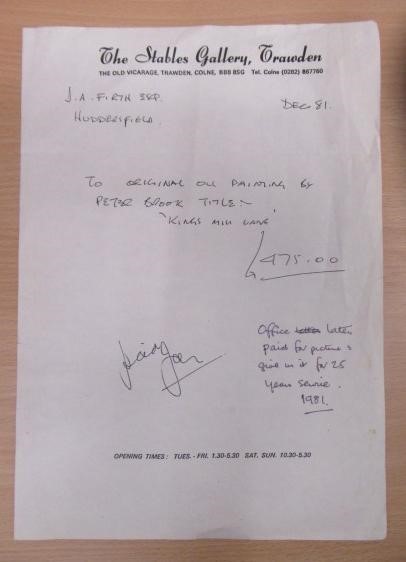 The Stables Gallery, Trawden
THE OLD VICARAGE, TRAWDEN, COLNE, BB8 8SG Tel. Colne (0282) 867760
J.A. FIRTH ESQ. DEC 81.
HUDDERSFIELD.
TO ORIGINAL OIL PAINTING BY
PETER BROOK TITLE:-
'KINGS MILL LANE'
£475.00
Office later
paid for picture &
give us it for 25
years service.
1981.
OPENING TIMES: TUES. - FRI. 1.30-5.30 SAT. SUN. 10.30-5.30